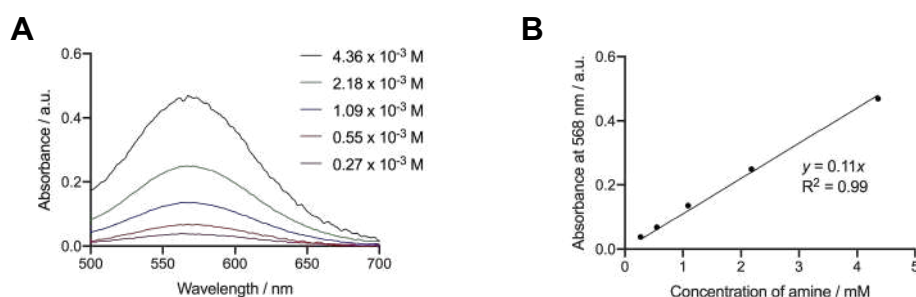 A
Absorbance / a.u.
0.6
0.4
0.2
0.0
500
550
600
650
700
Wavelength / nm
4.36 x 10⁻³ M
2.18 x 10⁻³ M
1.09 x 10⁻³ M
0.55 x 10⁻³ M
0.27 x 10⁻³ M
B
Absorbance at 568 nm / a.u.
0.6
0.4
0.2
0.0
0
1
2
3
4
5
Concentration of amine / mM
y = 0.11x
R² = 0.99